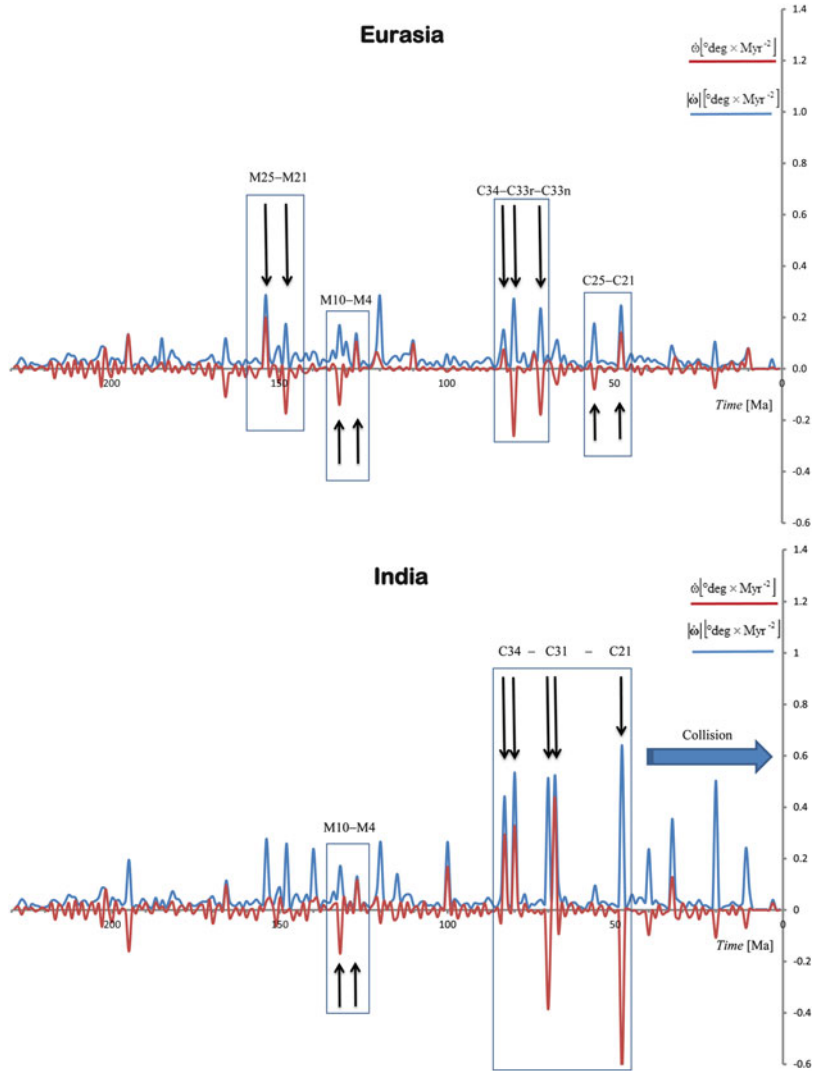 Eurasia
1.4
ω̇[°deg × Myr⁻²]
1.2
|ω̇| [°deg × Myr⁻²]
1.0
0.8
M25–M21
C34–C33r–C33n
0.6
0.4
M10–M4
C25–C21
0.2
0.0
200
150
100
50
0
Time [Ma]
-0.2
-0.4
-0.6
India
1.4
ω̇[°deg × Myr⁻²]
1.2
|ω̇| [°deg × Myr⁻²]
C34 – C31 – C21
1
0.8
Collision
0.6
0.4
M10–M4
0.2
0
200
150
100
50
0
Time [Ma]
-0.2
-0.4
-0.6